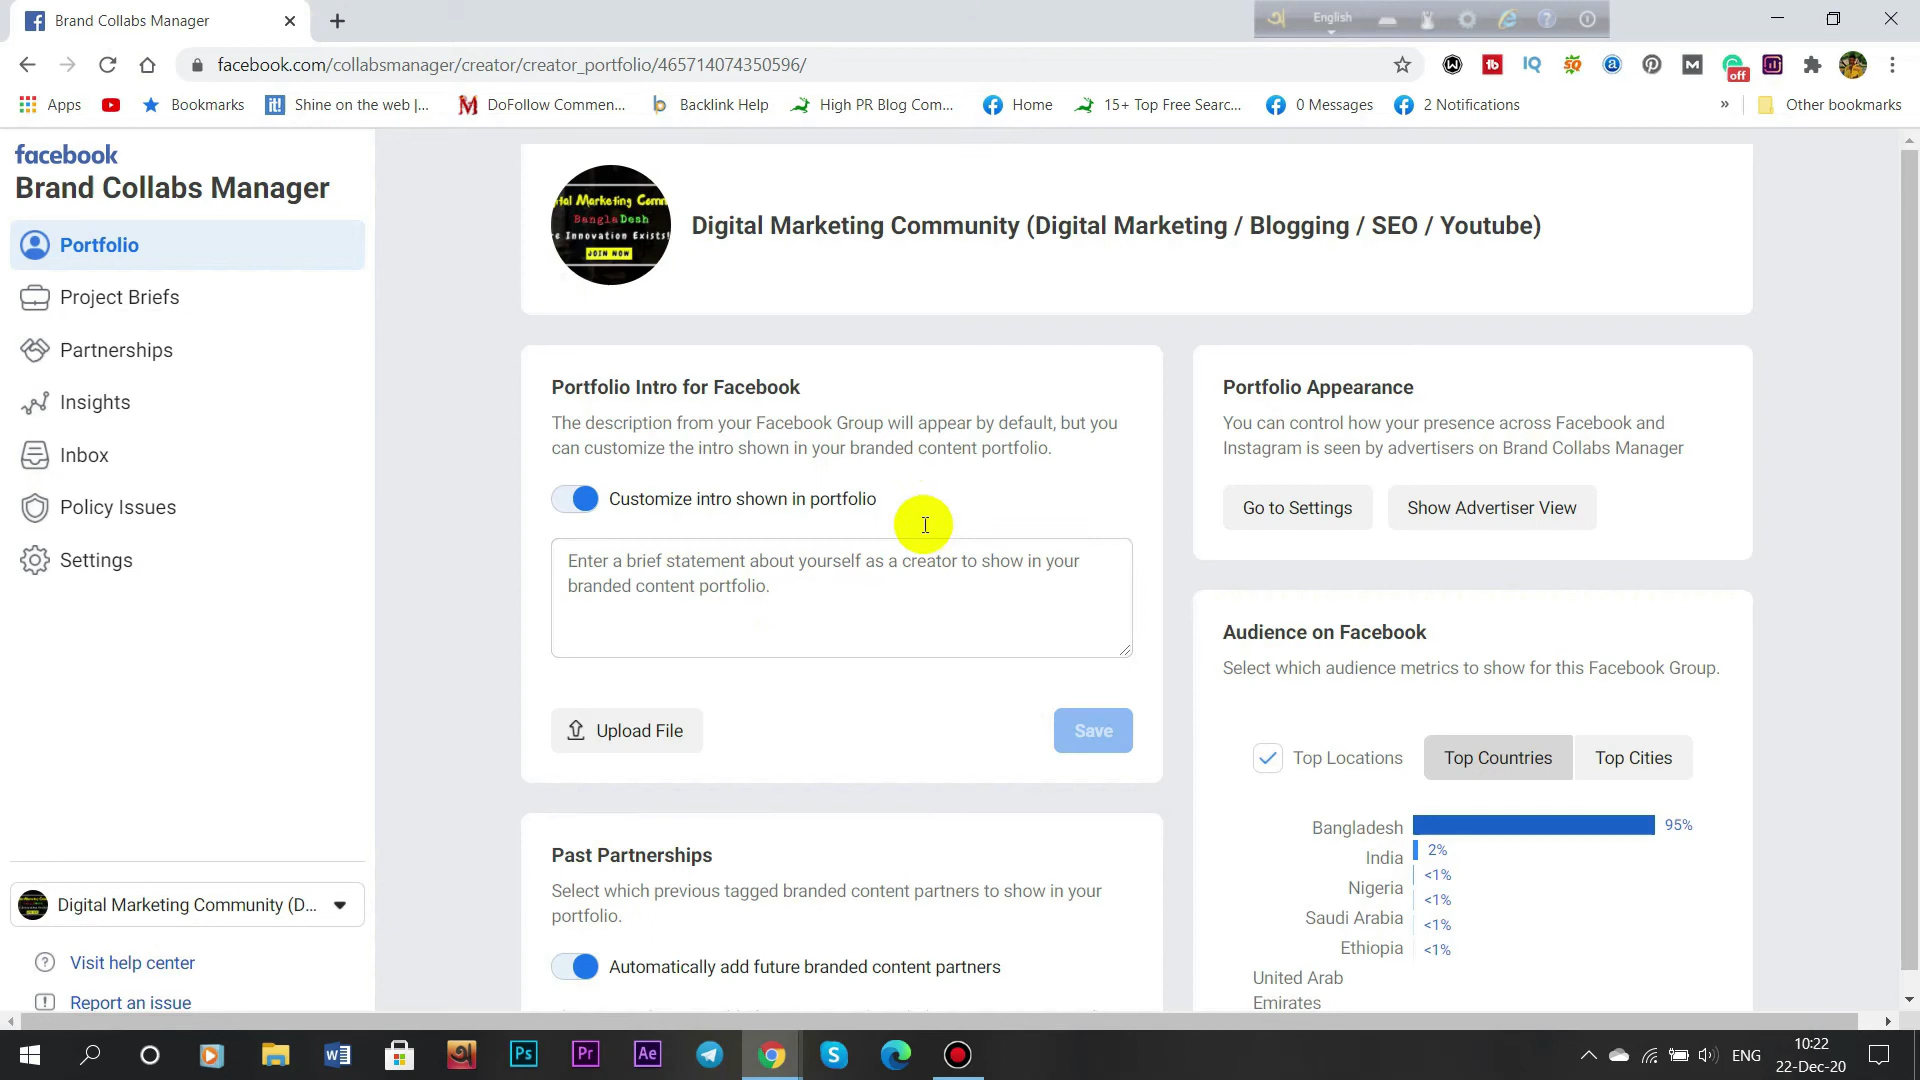 Brand Collabs Manager
English
facebook.com/collabsmanager/creator/creator_portfolio/465714074350596/
off
Apps
Bookmarks
Shine on the web |...
DoFollow Commen...
Backlink Help
High PR Blog Com...
Home
15+ Top Free Searc...
0 Messages
2 Notifications
»
Other bookmarks
facebook
Brand Collabs Manager
Portfolio
Project Briefs
Partnerships
Insights
Inbox
Policy Issues
Settings
Digital Marketing Community (D...
Visit help center
Report an issue
BanglaDesh
e Innovation Exists!
JOIN NOW
Digital Marketing Community (Digital Marketing / Blogging / SEO / Youtube)
Portfolio Intro for Facebook
The description from your Facebook Group will appear by default, but you
can customize the intro shown in your branded content portfolio.
Customize intro shown in portfolio
Enter a brief statement about yourself as a creator to show in your
branded content portfolio.
Upload File
Save
Past Partnerships
Select which previous tagged branded content partners to show in your
portfolio.
Automatically add future branded content partners
Portfolio Appearance
You can control how your presence across Facebook and
Instagram is seen by advertisers on Brand Collabs Manager
Go to Settings
Show Advertiser View
Audience on Facebook
Select which audience metrics to show for this Facebook Group.
Top Locations
Top Countries
Top Cities
Bangladesh 95%
India 2%
Nigeria <1%
Saudi Arabia <1%
Ethiopia <1%
United Arab <1%
Emirates
ENG
10:22
22-Dec-20